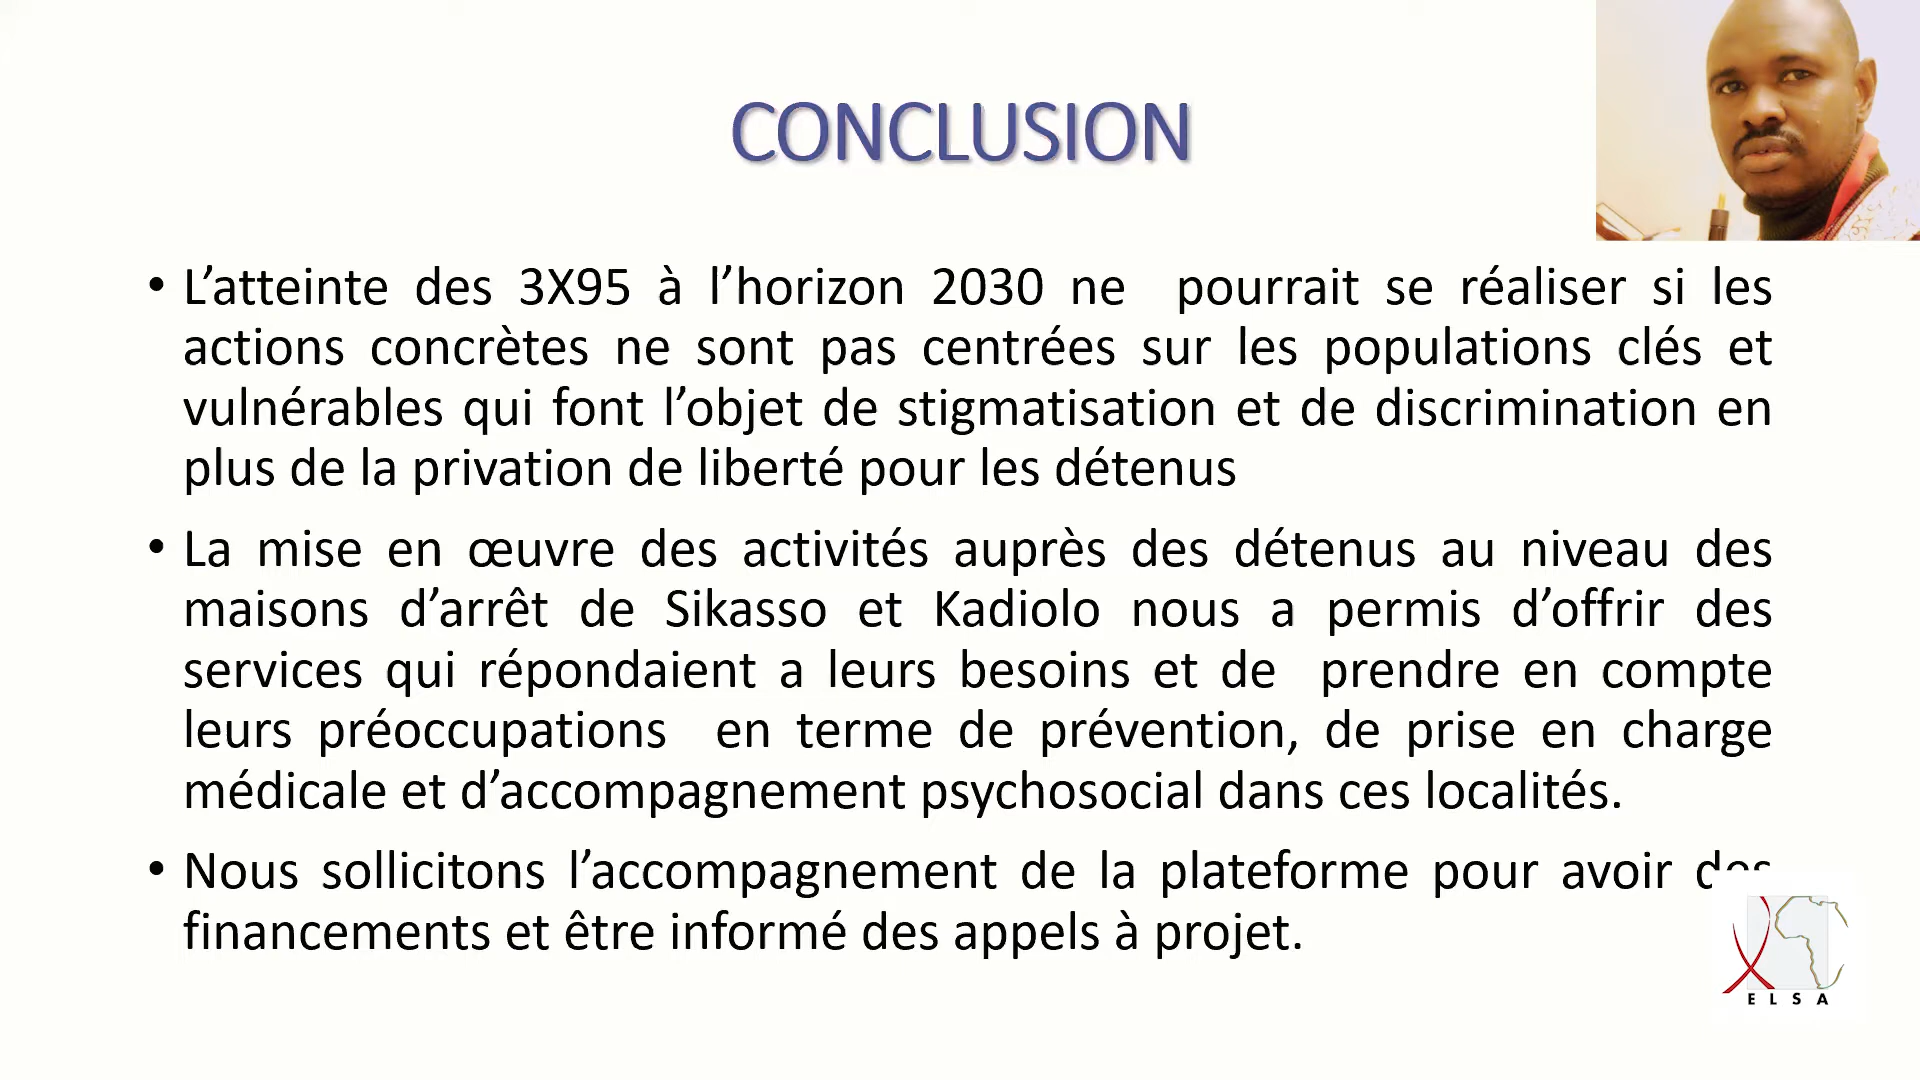 CONCLUSION
• L’atteinte des 3X95 à l’horizon 2030 ne pourrait se réaliser si les
actions concrètes ne sont pas centrées sur les populations clés et
vulnérables qui font l’objet de stigmatisation et de discrimination en
plus de la privation de liberté pour les détenus
• La mise en œuvre des activités auprès des détenus au niveau des
maisons d’arrêt de Sikasso et Kadiolo nous a permis d’offrir des
services qui répondaient a leurs besoins et de prendre en compte
leurs préoccupations en terme de prévention, de prise en charge
médicale et d’accompagnement psychosocial dans ces localités.
• Nous sollicitons l’accompagnement de la plateforme pour avoir des
financements et être informé des appels à projet.
ELSA